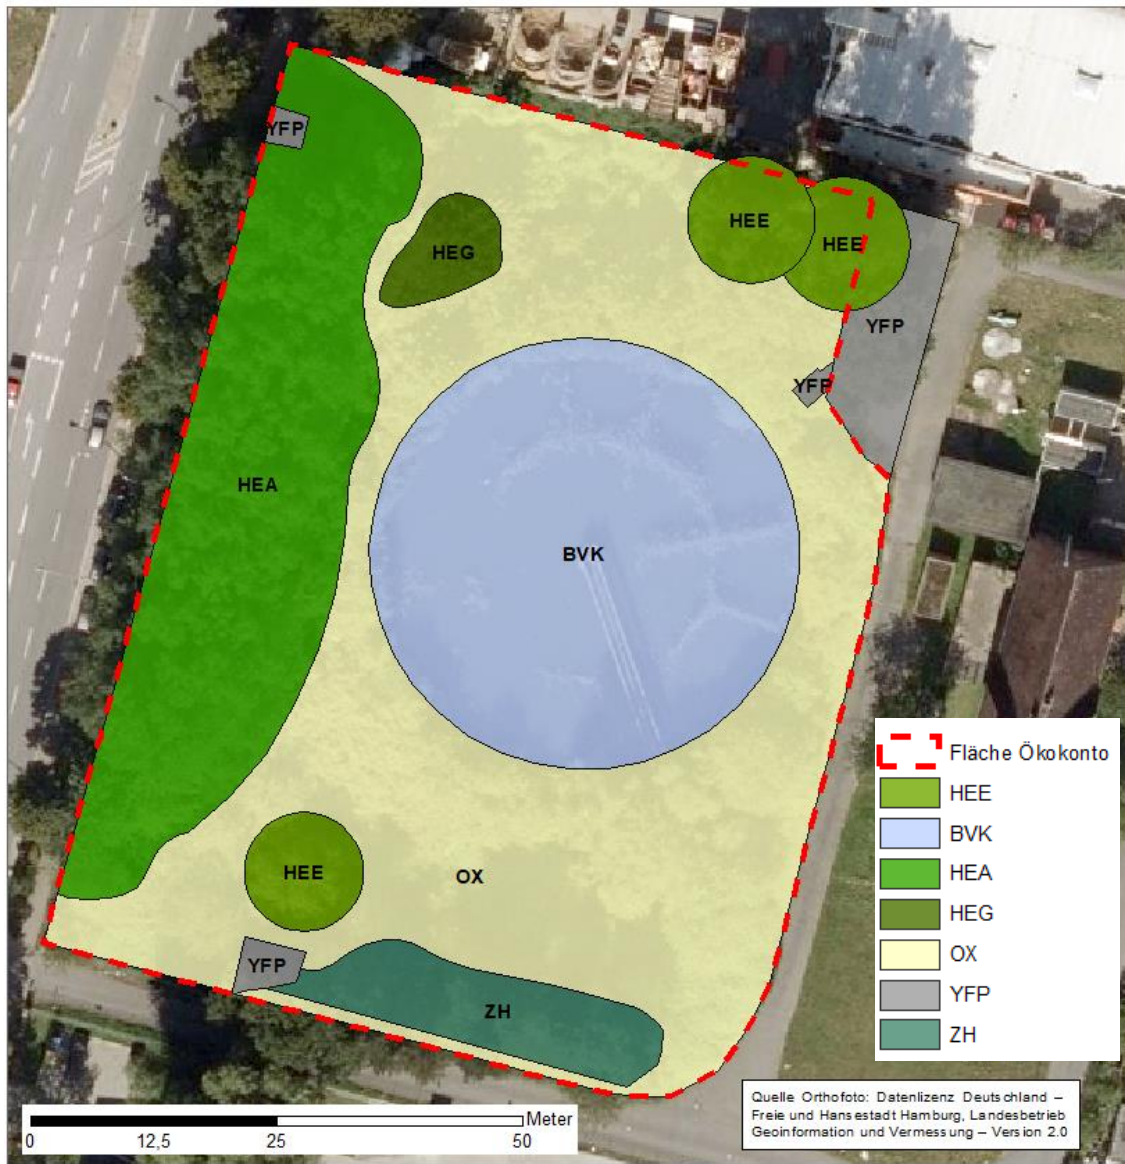 YFP
HEE
HEE
HEG
YFP
YFP
HEA
BVK
HEE
OX
YFP
ZH
Fläche Ökokonto
HEE
BVK
HEA
HEG
OX
YFP
ZH
Meter
0 12,5 25 50
Quelle Orthofoto: Datenlizenz Deutschland –
Freie und Hansestadt Hamburg, Landesbetrieb
Geoinformation und Vermessung – Version 2.0